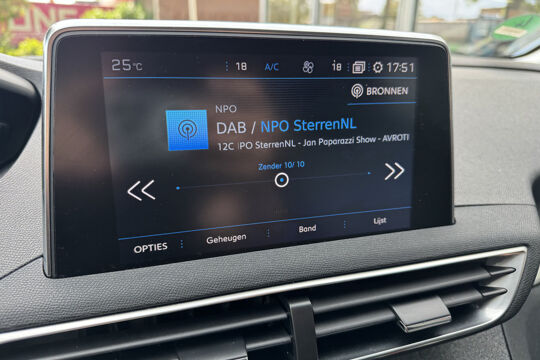 25°C 18 A/C 18 17:51
BRONNEN
NPO
DAB / NPO SterrenNL
12C |PO SterrenNL - Jan Paparazzi Show - AVROTI
Zender 10/10
OPTIES Geheugen Band Lijst